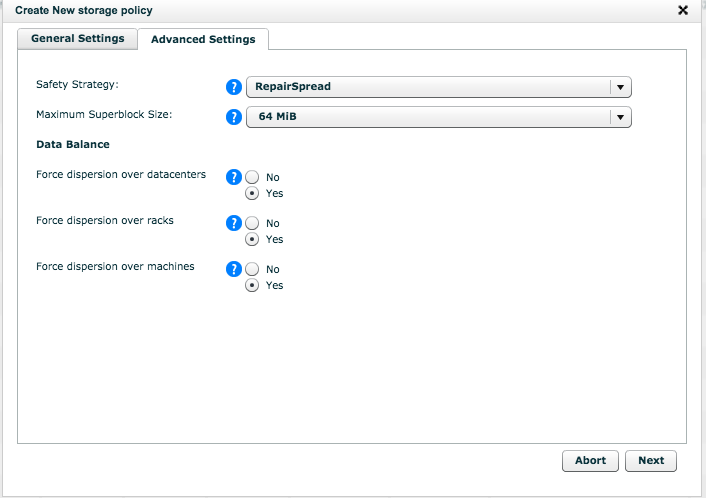 Create New storage policy
General Settings
Advanced Settings
Safety Strategy: ? RepairSpread
Maximum Superblock Size: ? 64 MiB
Data Balance
Force dispersion over datacenters ? No
Yes
Force dispersion over racks ? No
Yes
Force dispersion over machines ? No
Yes
Abort Next